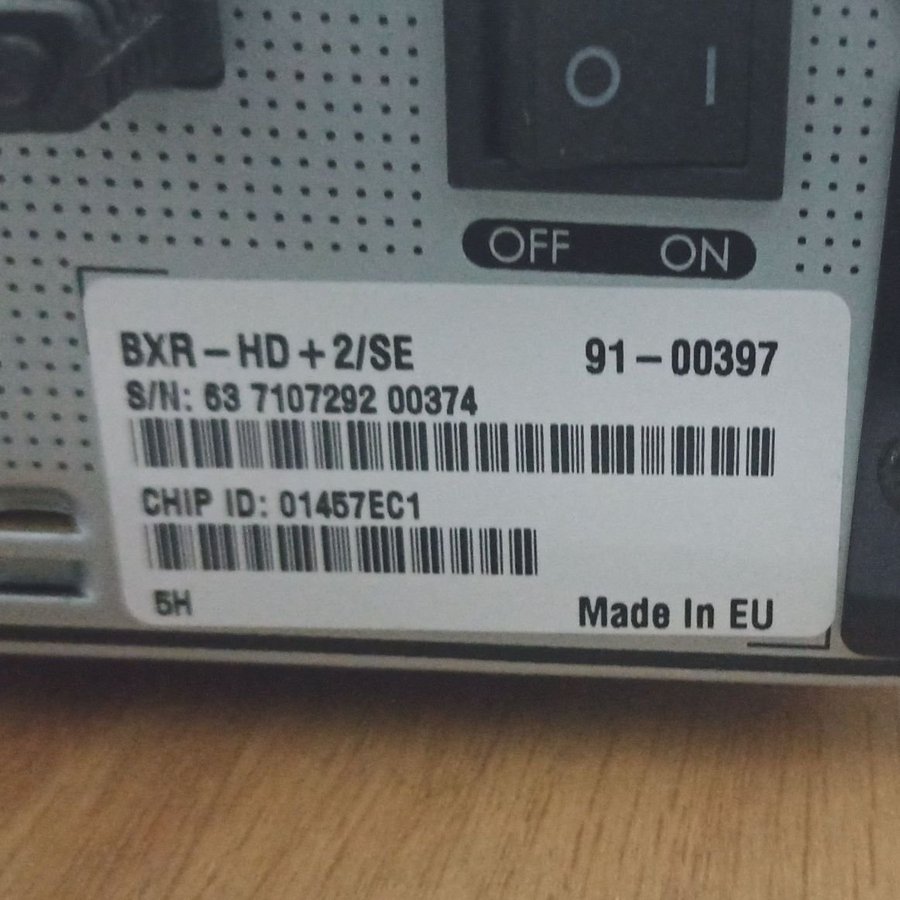 O I
OFF ON
BXR-HD+2/SE 91-00397
S/N: 63 7107292 00374
CHIP ID: 01457EC1
5H Made In EU